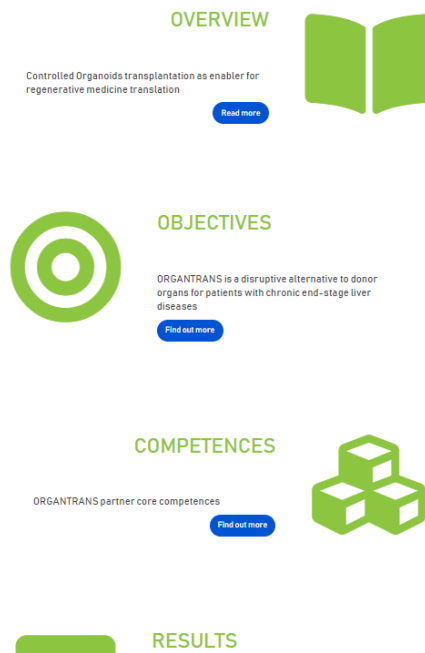 OVERVIEW
Controlled Organoids transplantation as enabler for
regenerative medicine translation
Read more
OBJECTIVES
ORGANTRANS is a disruptive alternative to donor
organs for patients with chronic end-stage liver
diseases
Find out more
COMPETENCES
ORGANTRANS partner core competences
Find out more
RESULTS